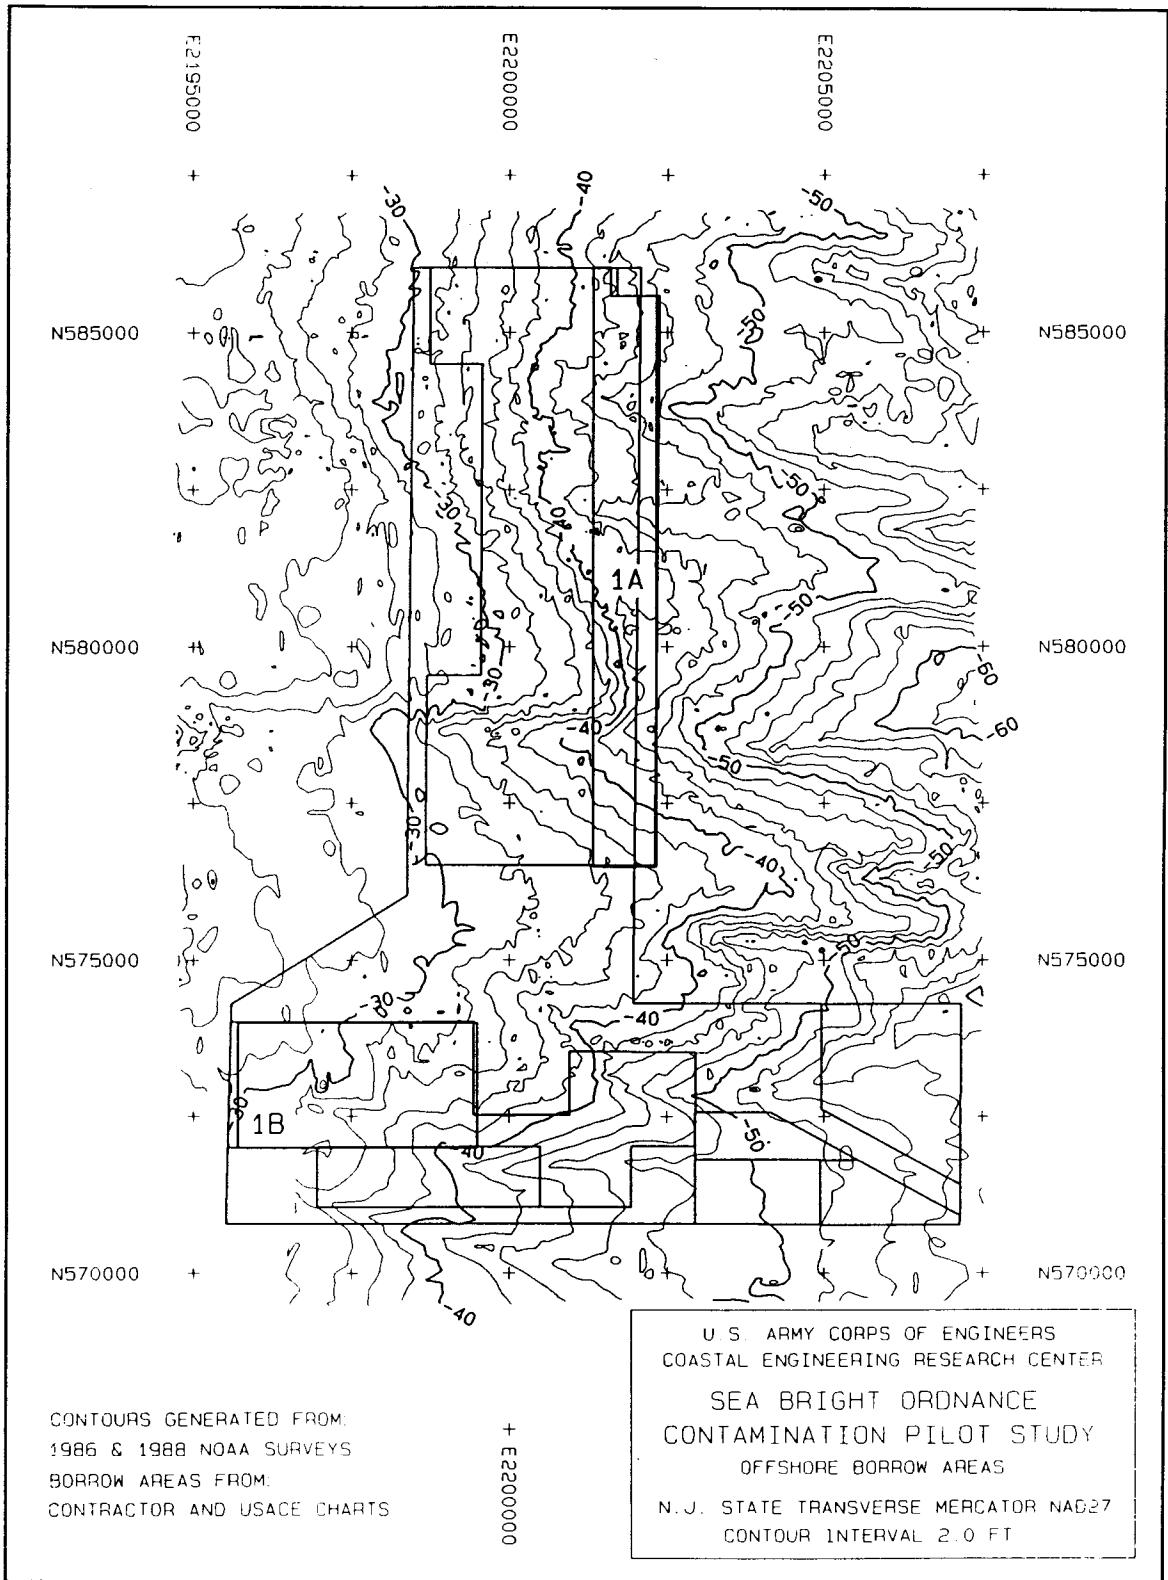 E2195000
E2200000
E2205000
-30
-40
-50
-50
N585000
N585000
-50
-30
-40
1A
-50
N580000
N580000
-30
-60
-60
-40
-50
-30
-40
-50
-50
N575000
N575000
-30
-40
-30
1B
-50
-40
N570000
N570000
-40
U.S. ARMY CORPS OF ENGINEERS
COASTAL ENGINEERING RESEARCH CENTER
SEA BRIGHT ORDNANCE
CONTAMINATION PILOT STUDY
OFFSHORE BORROW AREAS
N.J. STATE TRANSVERSE MERCATOR NAD27
CONTOUR INTERVAL 2.0 FT
CONTOURS GENERATED FROM:
1986 & 1988 NOAA SURVEYS
BORROW AREAS FROM:
CONTRACTOR AND USACE CHARTS
E2200000